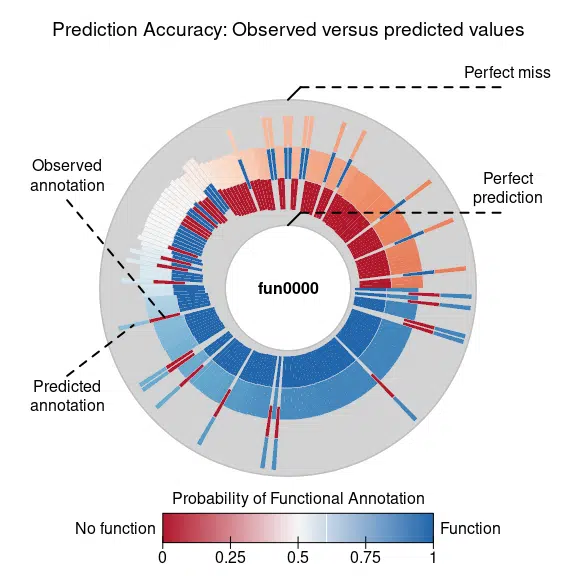 Prediction Accuracy: Observed versus predicted values
Perfect miss
Observed
annotation
Perfect
prediction
fun0000
Predicted
annotation
Probability of Functional Annotation
No function
Function
0 0.25 0.5 0.75 1